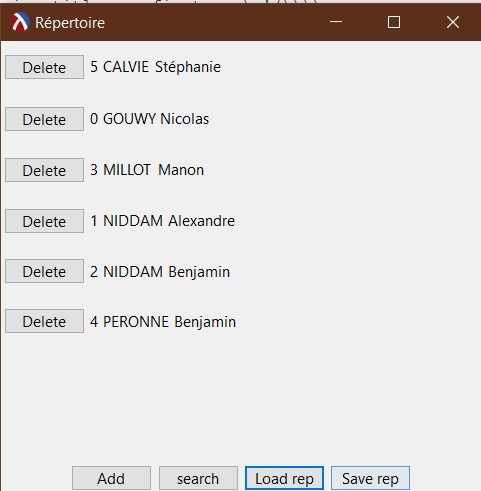 Répertoire
Delete 5 CALVIE Stéphanie
Delete 0 GOUWY Nicolas
Delete 3 MILLOT Manon
Delete 1 NIDDAM Alexandre
Delete 2 NIDDAM Benjamin
Delete 4 PERONNE Benjamin
Add search Load rep Save rep